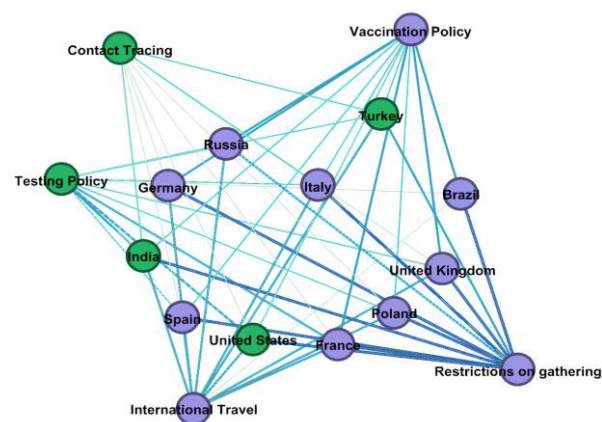 Vaccination Policy
Contact Tracing
Turkey
Russia
Testing Policy
Germany
Italy
Brazil
India
United Kingdom
Spain
Poland
United States
France
Restrictions on gathering
International Travel